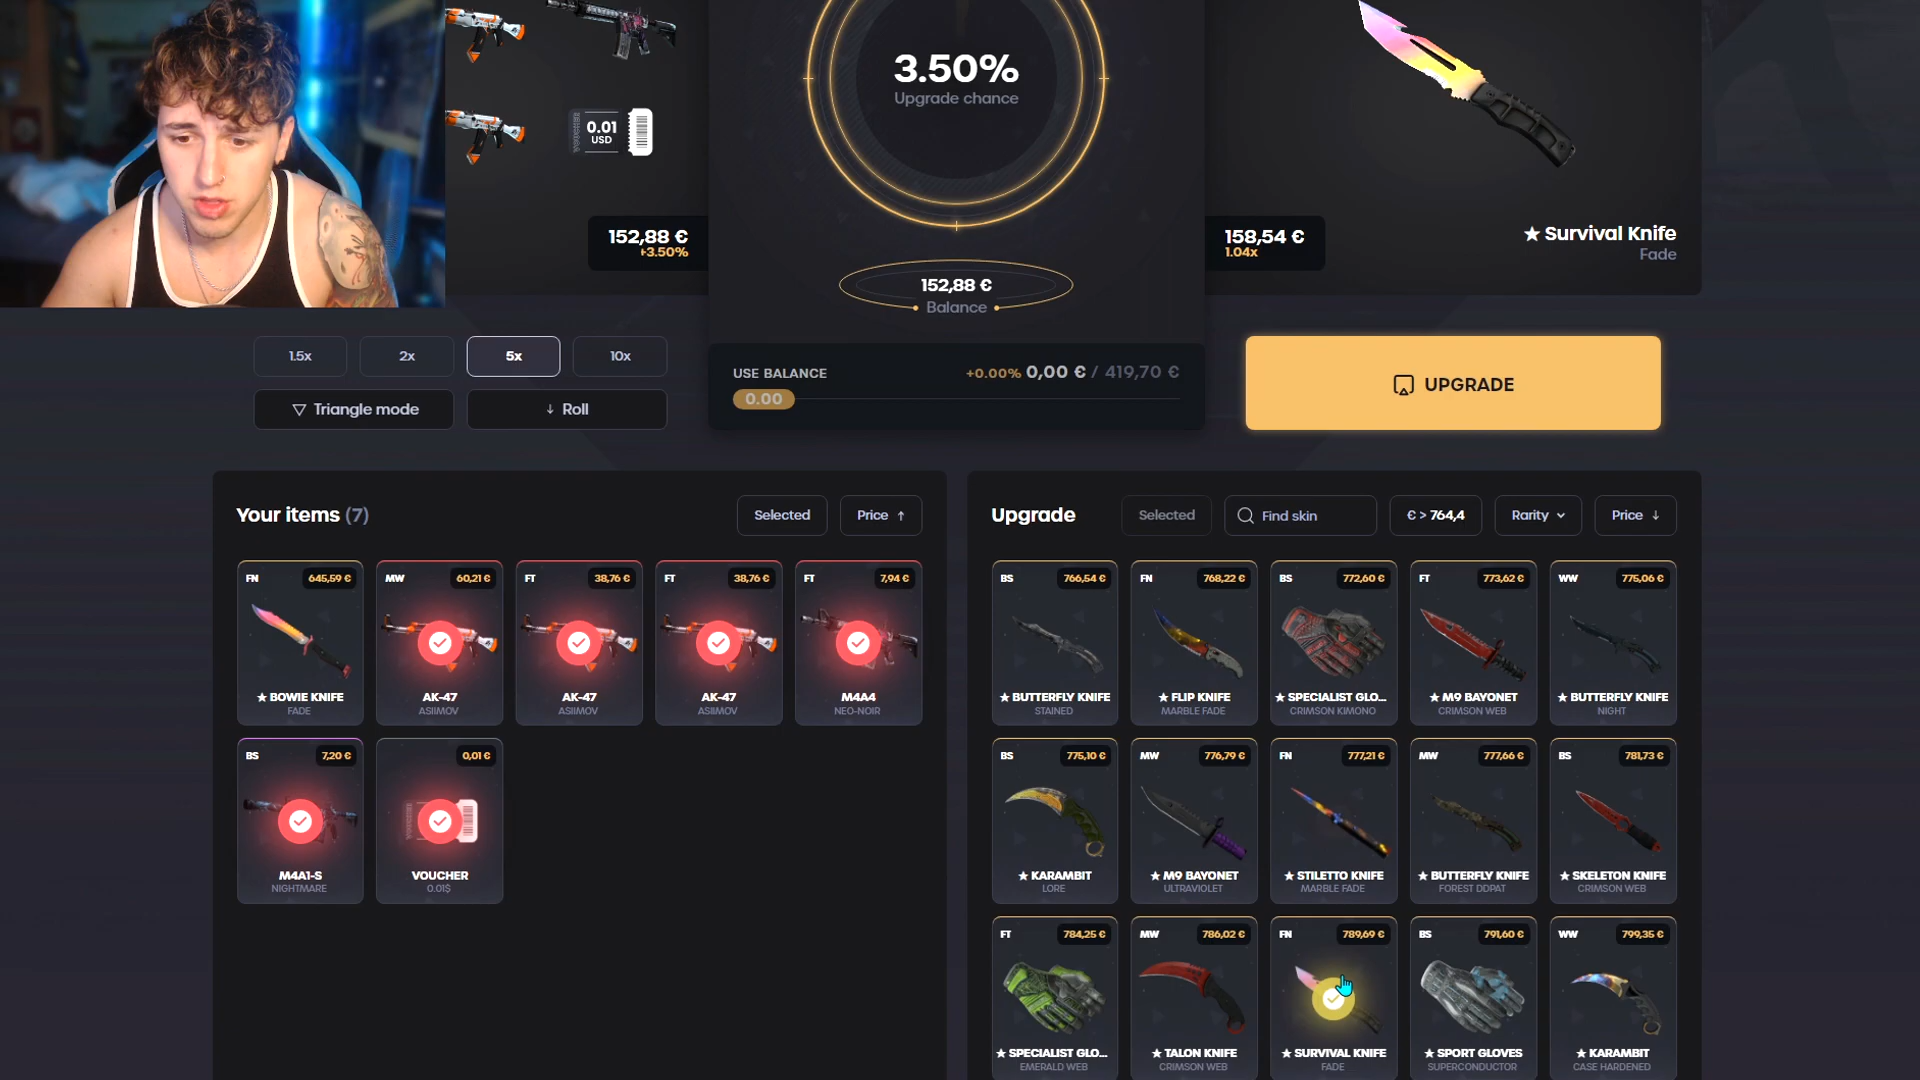 3.50%
Upgrade chance
VOUCHER
0.01
USD
152,88 €
+3.50%
158,54 €
1.04x
★ Survival Knife
Fade
152,88 €
Balance
1.5x
2x
5x
10x
Triangle mode
↓ Roll
USE BALANCE
+0.00% 0,00 € / 419,70 €
0.00
UPGRADE
Your items (7)
Selected
Price ↑
FN
645,59 €
★ BOWIE KNIFE
FADE
MW
60,21 €
AK-47
ASIIMOV
FT
38,76 €
AK-47
ASIIMOV
FT
38,76 €
AK-47
ASIIMOV
FT
7,94 €
M4A4
NEO-NOIR
BS
7,20 €
M4A1-S
NIGHTMARE
0,01 €
VOUCHER
0.01$
Upgrade
Selected
Find skin
€ > 764,4
Rarity
Price ↓
BS
766,54 €
★ BUTTERFLY KNIFE
STAINED
FN
768,22 €
★ FLIP KNIFE
MARBLE FADE
BS
772,60 €
★ SPECIALIST GLO...
CRIMSON KIMONO
FT
773,62 €
★ M9 BAYONET
CRIMSON WEB
WW
775,06 €
★ BUTTERFLY KNIFE
NIGHT
BS
775,10 €
★ KARAMBIT
LORE
MW
776,79 €
★ M9 BAYONET
ULTRAVIOLET
FN
777,21 €
★ STILETTO KNIFE
MARBLE FADE
MW
777,66 €
★ BUTTERFLY KNIFE
FOREST DDPAT
BS
781,73 €
★ SKELETON KNIFE
CRIMSON WEB
FT
784,25 €
★ SPECIALIST GLO...
EMERALD WEB
MW
786,02 €
★ TALON KNIFE
CRIMSON WEB
FN
789,69 €
★ SURVIVAL KNIFE
FADE
BS
791,60 €
★ SPORT GLOVES
SUPERCONDUCTOR
WW
799,35 €
★ KARAMBIT
CASE HARDENED